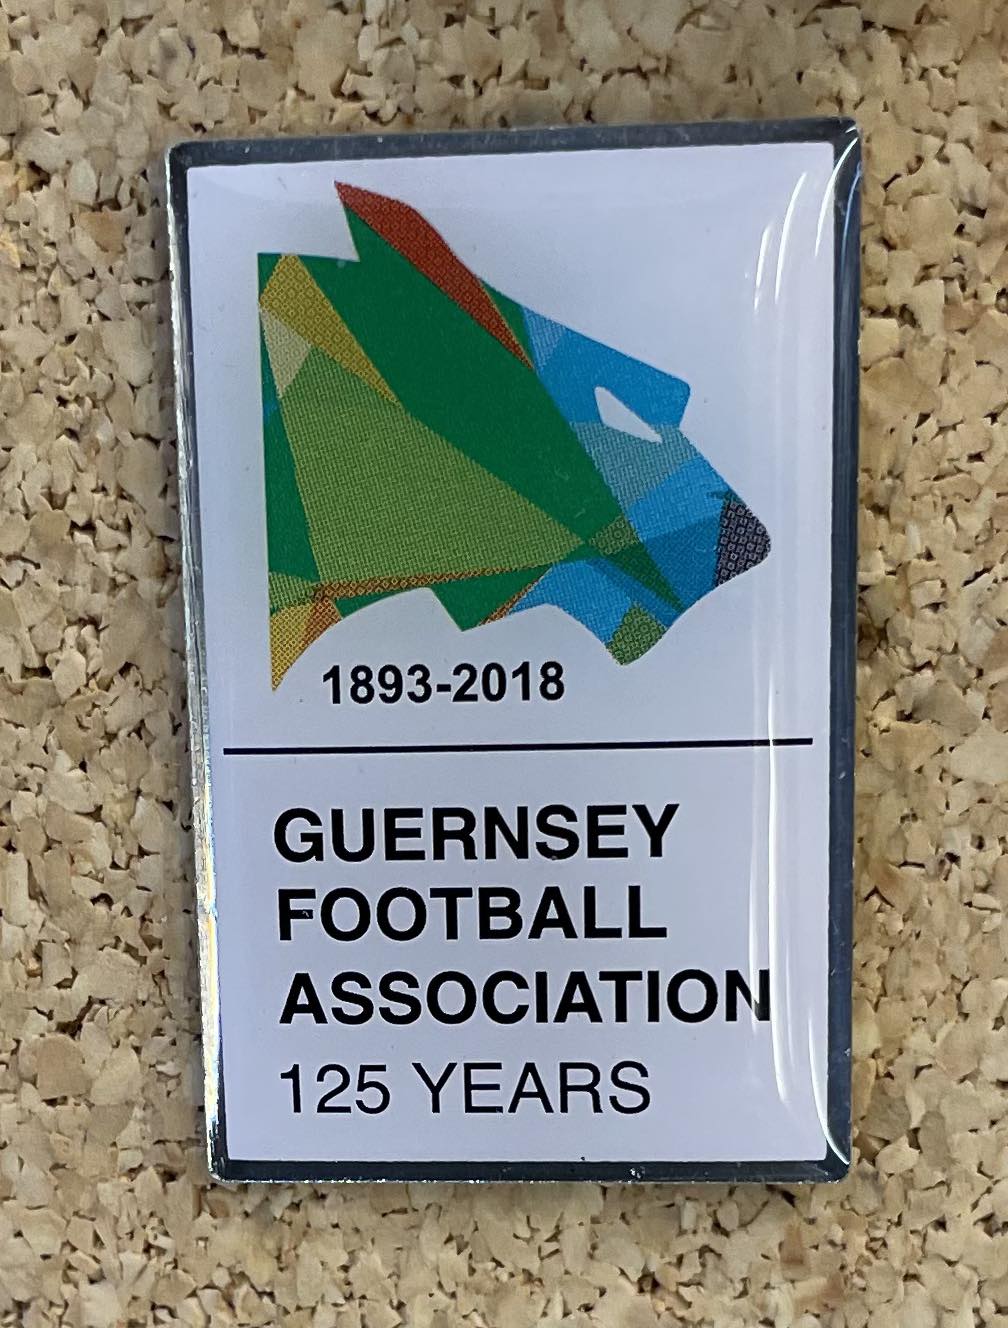 1893-2018
GUERNSEY
FOOTBALL
ASSOCIATION
125 YEARS